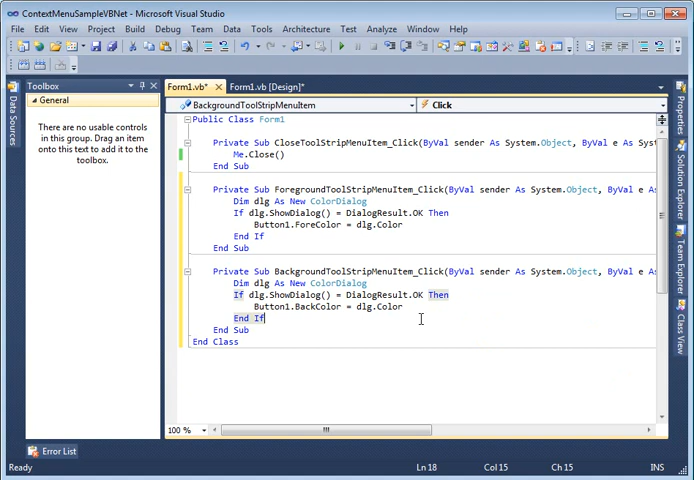 ContextMenuSampleVBNet - Microsoft Visual Studio
File Edit View Project Build Debug Team Data Tools Architecture Test Analyze Window Help
Toolbox
General
There are no usable controls
in this group. Drag an item
onto this text to add it to the
toolbox.
Data Sources
Form1.vb* Form1.vb [Design]*
BackgroundToolStripMenuItem Click
Public Class Form1
Private Sub CloseToolStripMenuItem_Click(ByVal sender As System.Object, ByVal e As Syst
Me.Close()
End Sub
Private Sub ForegroundToolStripMenuItem_Click(ByVal sender As System.Object, ByVal e As
Dim dlg As New ColorDialog
If dlg.ShowDialog() = DialogResult.OK Then
Button1.ForeColor = dlg.Color
End If
End Sub
Private Sub BackgroundToolStripMenuItem_Click(ByVal sender As System.Object, ByVal e As
Dim dlg As New ColorDialog
If dlg.ShowDialog() = DialogResult.OK Then
Button1.BackColor = dlg.Color
End If
End Sub
End Class
100 %
Properties
Solution Explorer
Team Explorer
Class View
Error List
Ready Ln 18 Col 15 Ch 15 INS